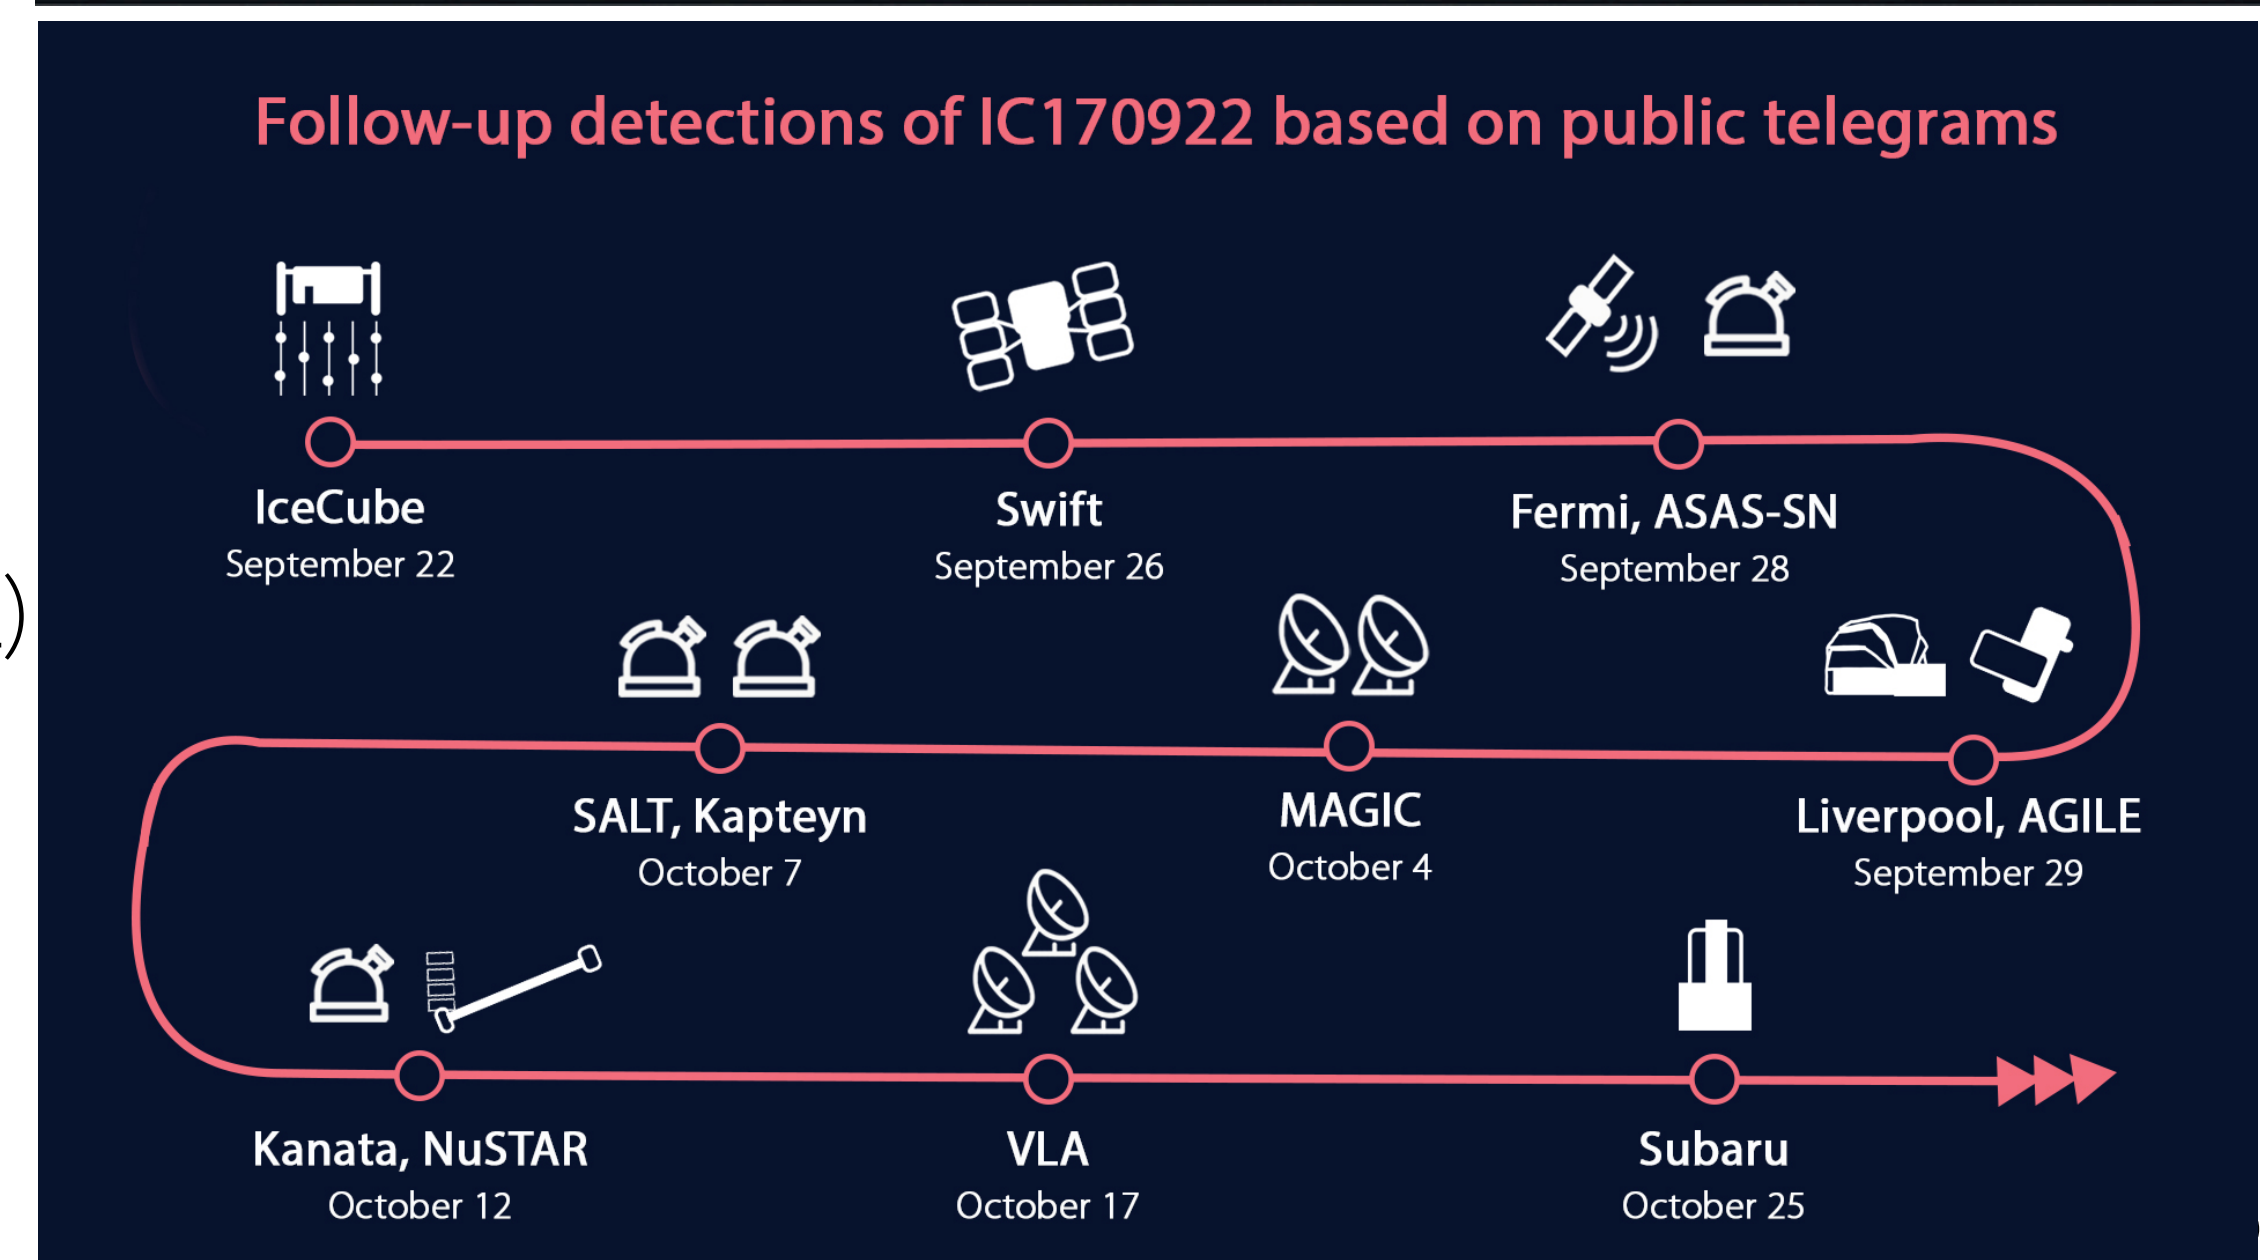 Follow-up detections of IC170922 based on public telegrams
IceCube
September 22
Swift
September 26
Fermi, ASAS-SN
September 28
Liverpool, AGILE
September 29
MAGIC
October 4
SALT, Kapteyn
October 7
Kanata, NuSTAR
October 12
VLA
October 17
Subaru
October 25
)